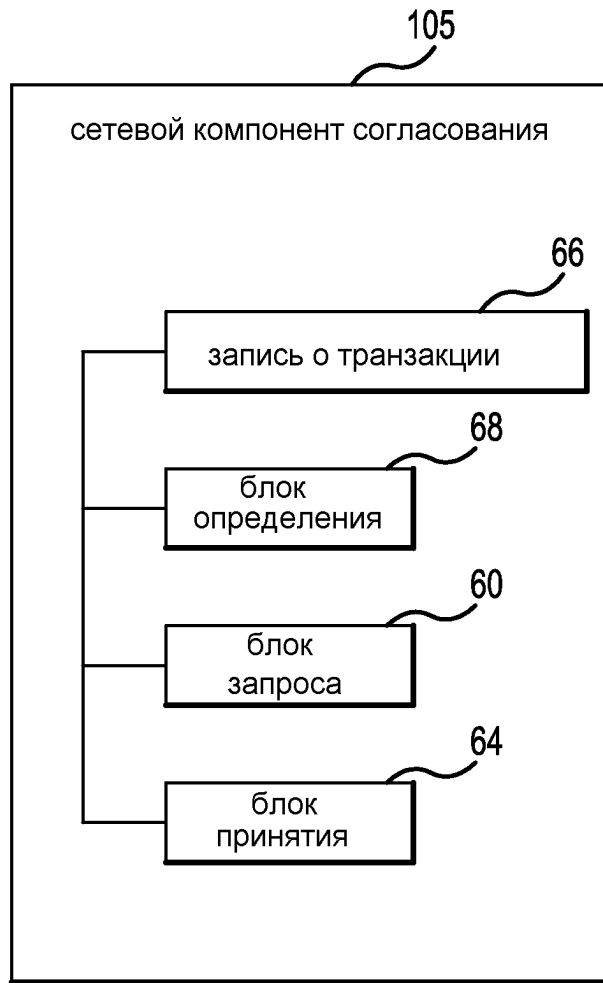 105
сетевой компонент согласования
66
запись о транзакции
68
блок
определения
60
блок
запроса
64
блок
принятия